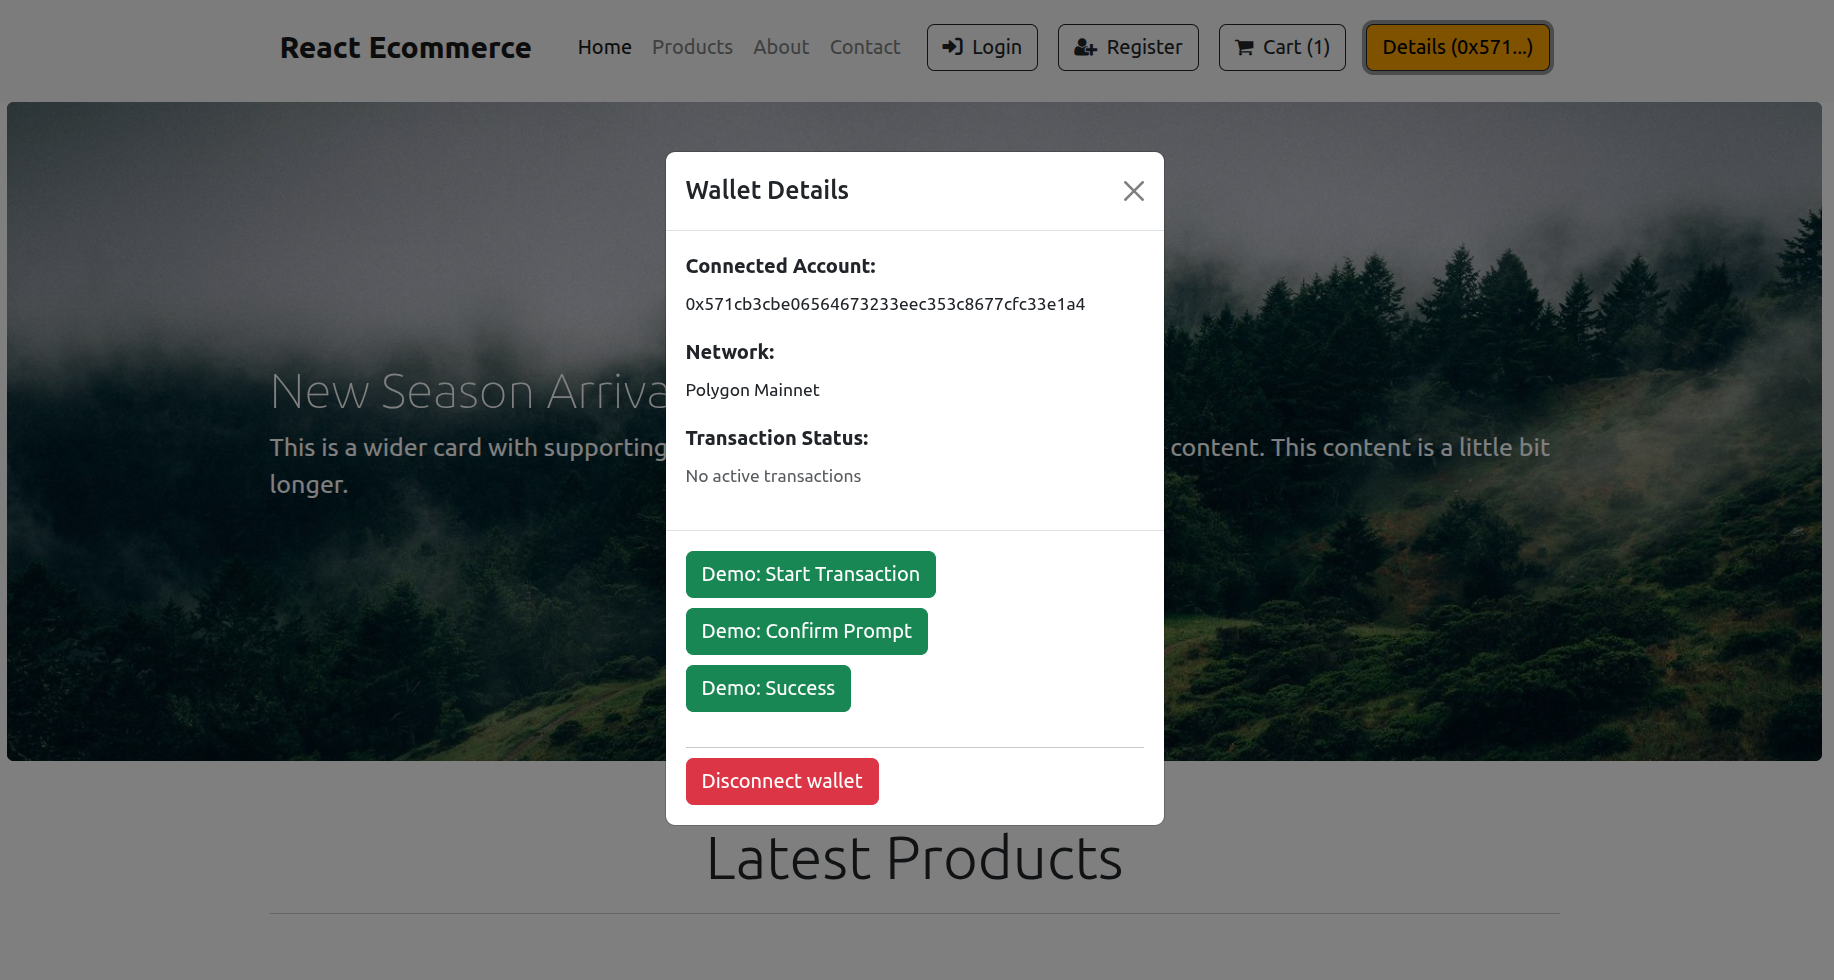 React Ecommerce Home Products About Contact Login Register Cart (1) Details (0x571...)
Wallet Details
Connected Account:
0x571cb3cbe06564673233eec353c8677cfc33e1a4
Network:
Polygon Mainnet
Transaction Status:
No active transactions
Demo: Start Transaction
Demo: Confirm Prompt
Demo: Success
Disconnect wallet
New Season
This is a wider card with supporting content. This content is a little bit
longer.
Latest Products